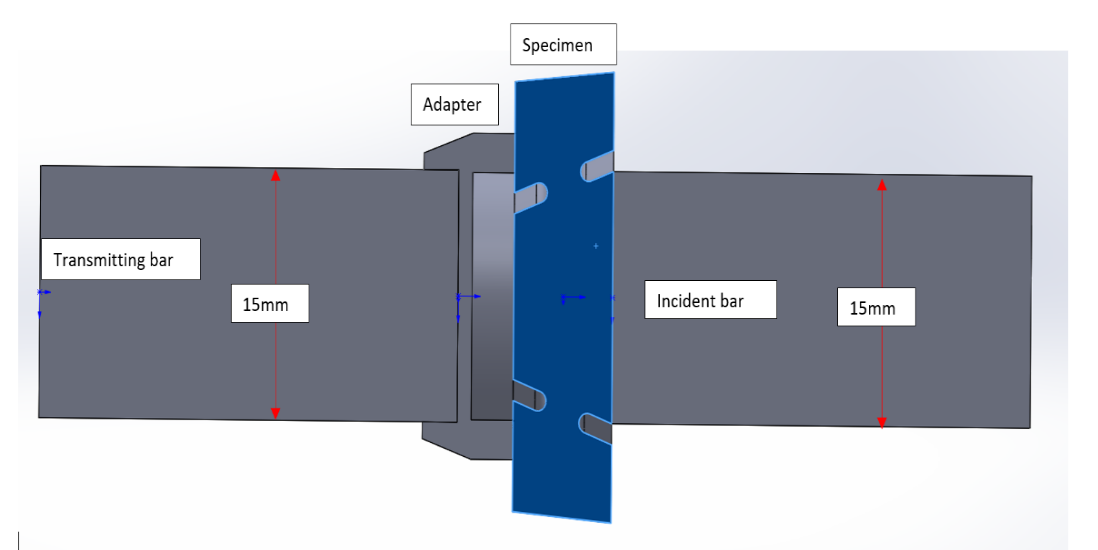 Specimen
Adapter
Transmitting bar
15mm
Incident bar
15mm